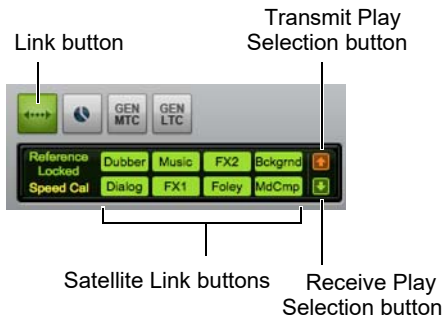 Transmit Play
Link button
Selection button
GEN
MTC
GEN
LTC
Reference
Locked
Dubber Music FX2 Bckgrnd
Speed Cal
Dialog FX1 Foley MdCmp
Satellite Link buttons
Receive Play
Selection button